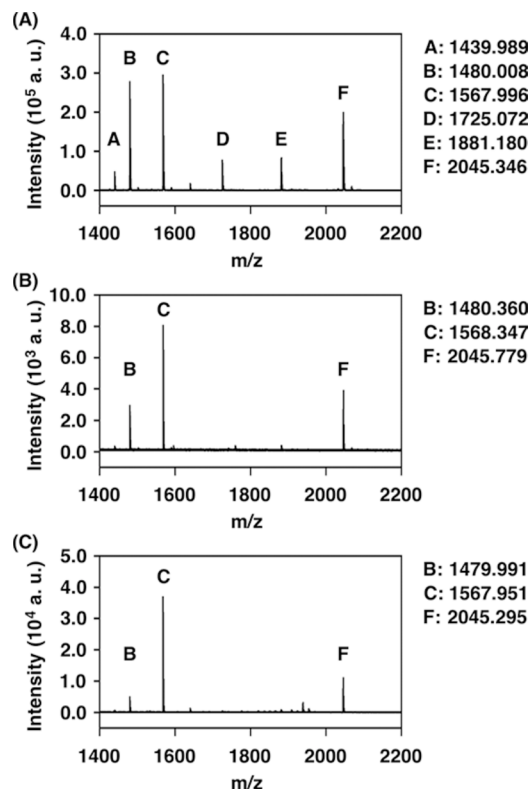 (A)
Intensity (10⁵ a. u.)
4.0
3.0
2.0
1.0
0.0
A
B
C
D
E
F
1400 1600 1800 2000 2200
m/z
A: 1439.989
B: 1480.008
C: 1567.996
D: 1725.072
E: 1881.180
F: 2045.346
(B)
Intensity (10³ a. u.)
10.0
8.0
6.0
4.0
2.0
0.0
B
C
F
1400 1600 1800 2000 2200
m/z
B: 1480.360
C: 1568.347
F: 2045.779
(C)
Intensity (10⁴ a. u.)
5.0
4.0
3.0
2.0
1.0
0.0
B
C
F
1400 1600 1800 2000 2200
m/z
B: 1479.991
C: 1567.951
F: 2045.295